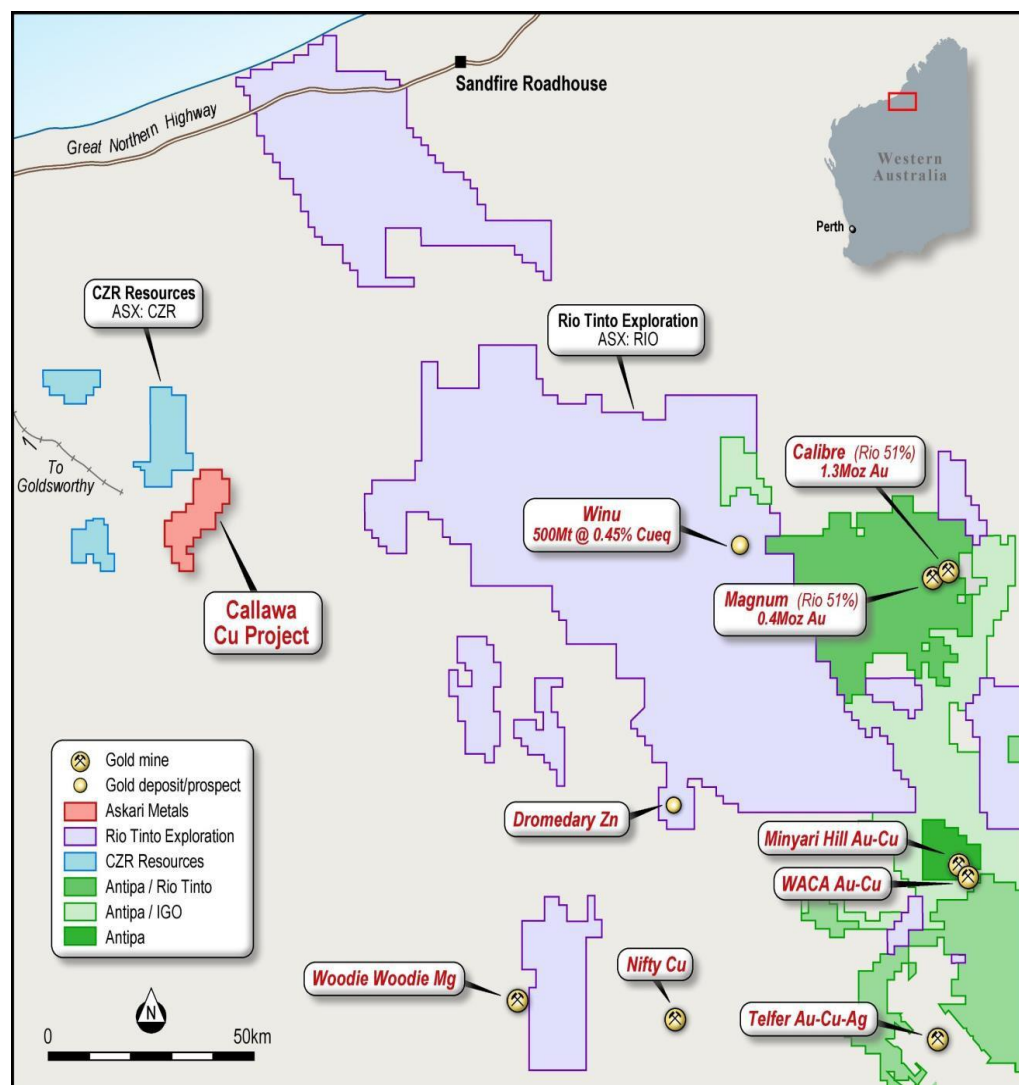 Sandfire Roadhouse
Great Northern Highway
Western
Australia
Perth
CZR Resources
ASX: CZR
Rio Tinto Exploration
ASX: RIO
To
Goldsworthy
Calibre (Rio 51%)
1.3Moz Au
Winu
500Mt @ 0.45% Cueq
Magnum (Rio 51%)
0.4Moz Au
Callawa
Cu Project
Gold mine
Gold deposit/prospect
Askari Metals
Rio Tinto Exploration
CZR Resources
Antipa / Rio Tinto
Antipa / IGO
Antipa
Dromedary Zn
Minyari Hill Au-Cu
WACA Au-Cu
Woodie Woodie Mg
Nifty Cu
Telfer Au-Cu-Ag
N
0 50km